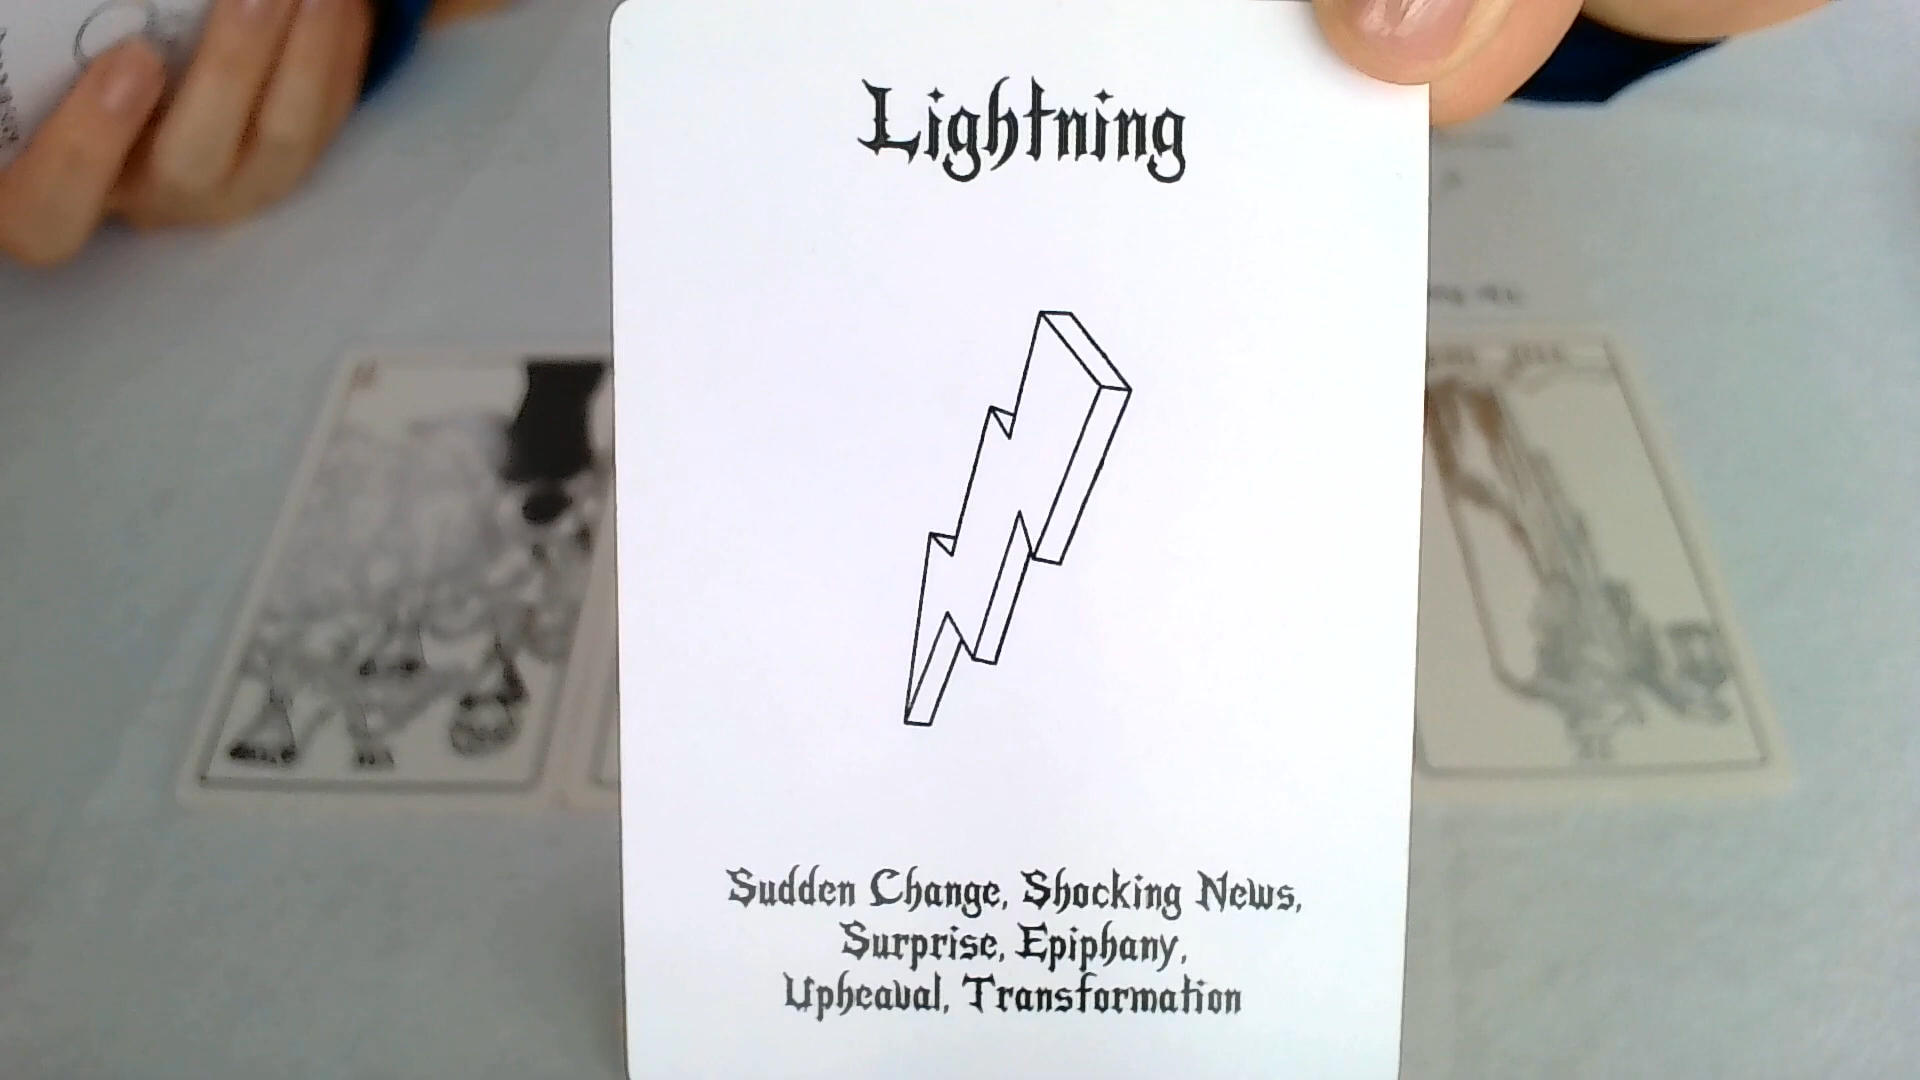 Lightning
Sudden Change, Shocking News,
Surprise, Epiphany,
Upheaval, Transformation